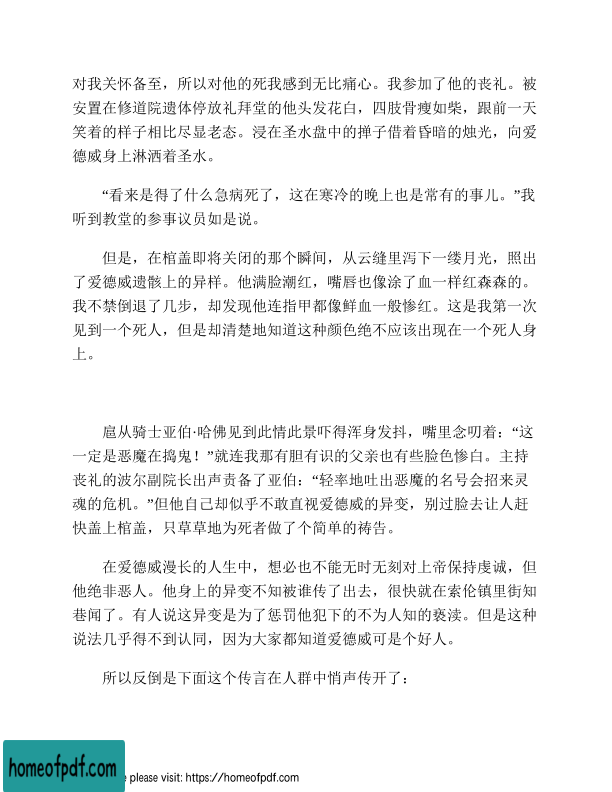 对我关怀备至，所以对他的死我感到无比痛心。我参加了他的丧礼。被
安置在修道院遗体停放礼拜堂的他头发花白，四肢骨瘦如柴，跟前一天
笑着的样子相比尽显老态。浸在圣水盘中的掸子借着昏暗的烛光，向爱
德威身上淋洒着圣水。
“看来是得了什么急病死了，这在寒冷的晚上也是常有的事儿。”我
听到教堂的参事议员如是说。
但是，在棺盖即将关闭的那个瞬间，从云缝里泻下一缕月光，照出
了爱德威遗骸上的异样。他满脸潮红，嘴唇也像涂了血一样红森森的。
我不禁倒退了几步，却发现他连指甲都像鲜血一般惨红。这是我第一次
见到一个死人，但是却清楚地知道这种颜色绝不应该出现在一个死人身
上。
扈从骑士亚伯·哈佛见到此情此景吓得浑身发抖，嘴里念叨着：“这
一定是恶魔在捣鬼！”就连我那有胆有识的父亲也有些脸色惨白。主持
丧礼的波尔副院长出声责备了亚伯：“轻率地吐出恶魔的名号会招来灵
魂的危机。”但他自己却似乎不敢直视爱德威的异变，别过脸去让人赶
快盖上棺盖，只草草地为死者做了个简单的祷告。
在爱德威漫长的人生中，想必也不能无时无刻对上帝保持虔诚，但
他绝非恶人。他身上的异变不知被谁传了出去，很快就在索伦镇里街知
巷闻了。有人说这异变是为了惩罚他犯下的不为人知的亵渎。但是这种
说法几乎得不到认同，因为大家都知道爱德威可是个好人。
所以反倒是下面这个传言在人群中悄声传开了：
homeofpdf.com
e please visit: https://homeofpdf.com